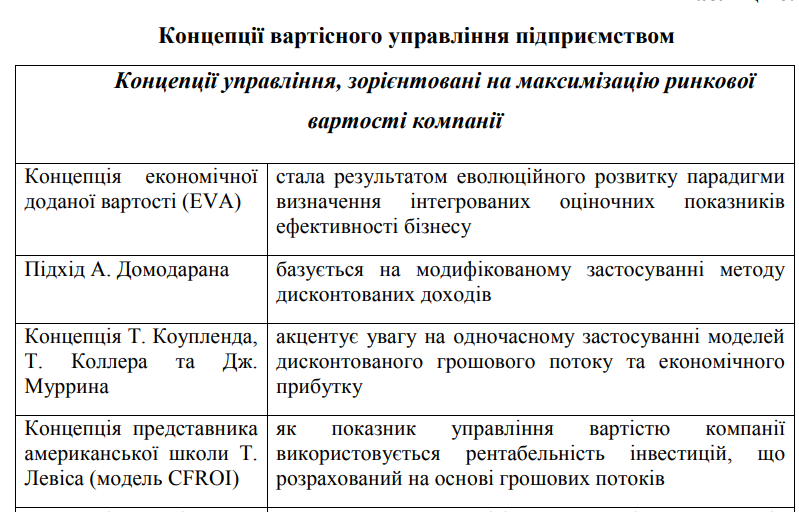 Концепції вартісного управління підприємством
Концепції управління, зорієнтовані на максимізацію ринкової
вартості компанії
Концепція економічної
доданої вартості (EVA)
стала результатом еволюційного розвитку парадигми
визначення інтегрованих оціночних показників
ефективності бізнесу
Підхід А. Домодарана
базується на модифікованому застосуванні методу
дисконтованих доходів
Концепція Т. Коупленда,
Т. Коллера та Дж.
Муррина
акцентує увагу на одночасному застосуванні моделей
дисконтованого грошового потоку та економічного
прибутку
Концепція представника
американської школи Т.
Левіса (модель CFROI)
як показник управління вартістю компанії
використовується рентабельність інвестицій, що
розрахований на основі грошових потоків